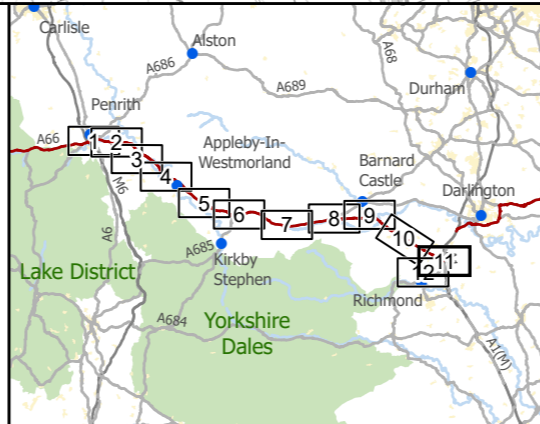 Carlisle
Alston
A68
A686
A689
Durham
Penrith
A66
1
2
3
4
5
6
7
8
9
10
11
12
Appleby-In-
Westmorland
Barnard
Castle
Darlington
M6
A6
A685
Kirkby
Stephen
Lake District
Richmond
A684
Yorkshire
Dales
A1(M)